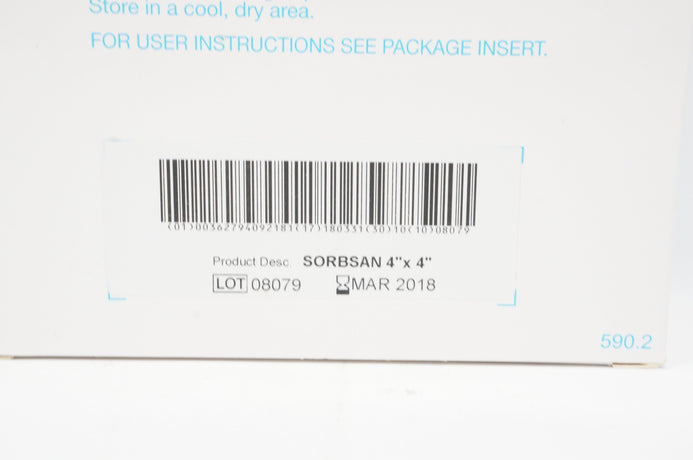 Store in a cool, dry area.
FOR USER INSTRUCTIONS SEE PACKAGE INSERT.
(01)00362794092181(17)180331(30)10(10)08079
Product Desc. SORBSAN 4"x 4"
LOT 08079 MAR 2018
590.2